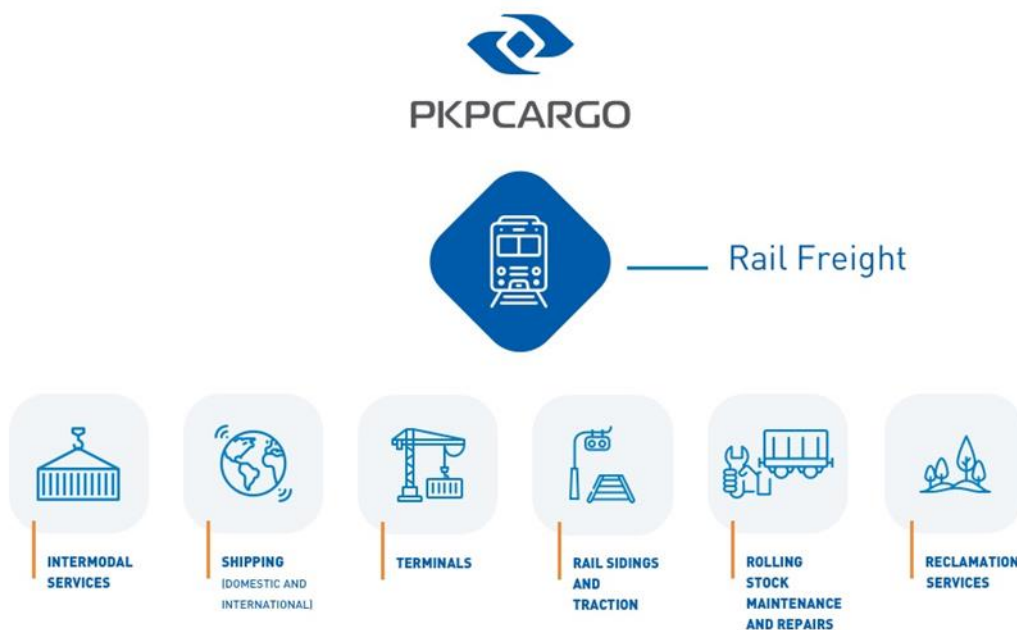 PKPCARGO
Rail Freight
INTERMODAL
SERVICES
SHIPPING
(DOMESTIC AND
INTERNATIONAL)
TERMINALS
RAIL SIDINGS
AND
TRACTION
ROLLING
STOCK
MAINTENANCE
AND REPAIRS
RECLAMATION
SERVICES